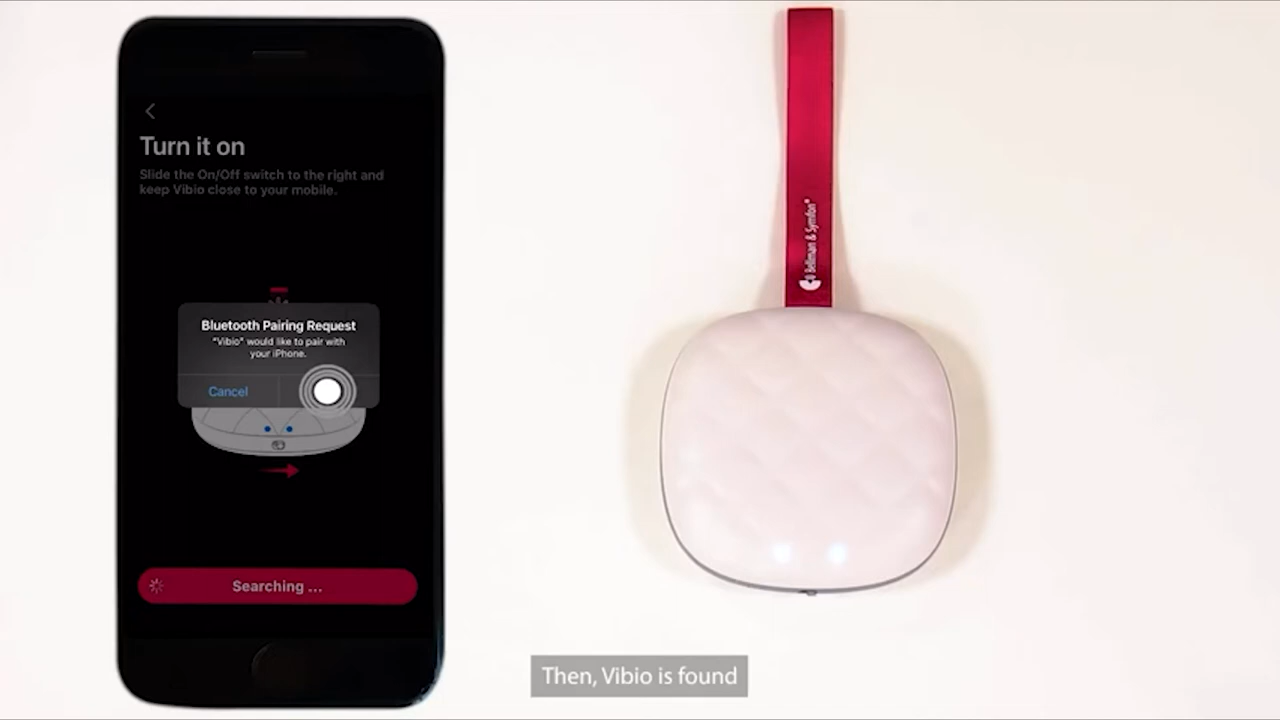 Turn it on
Slide the On/Off switch to the right and
keep Vibio close to your mobile.
Bluetooth Pairing Request
"Vibio" would like to pair with
your iPhone.
Cancel
Searching ...
Bellman & Symfon®
Then, Vibio is found